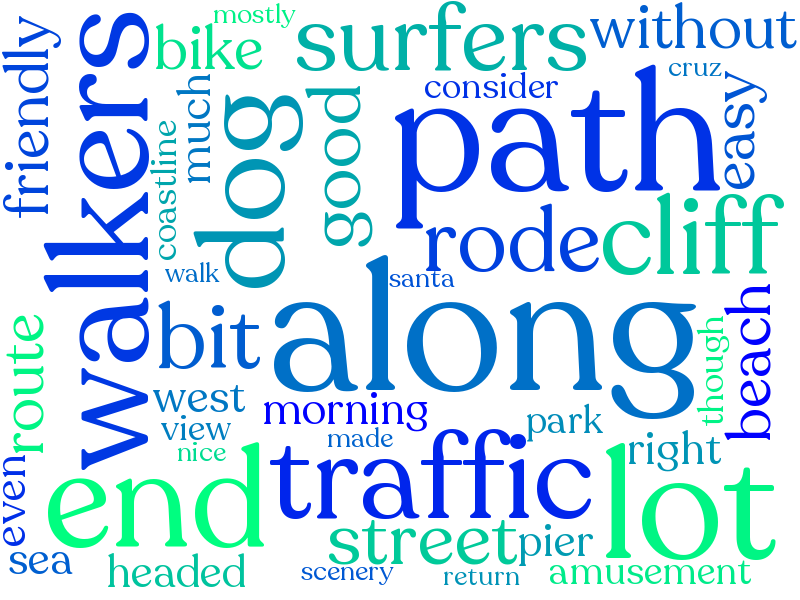 mostly
bike
surfers
without
friendly
walkers
coastline
much
dog
good
consider
cruz
easy
path
rode
cliff
walk
santa
along
bit
route
west
morning
view
made
nice
park
though
beach
right
even
end
traffic
lot
sea
headed
street
pier
scenery
return
amusement